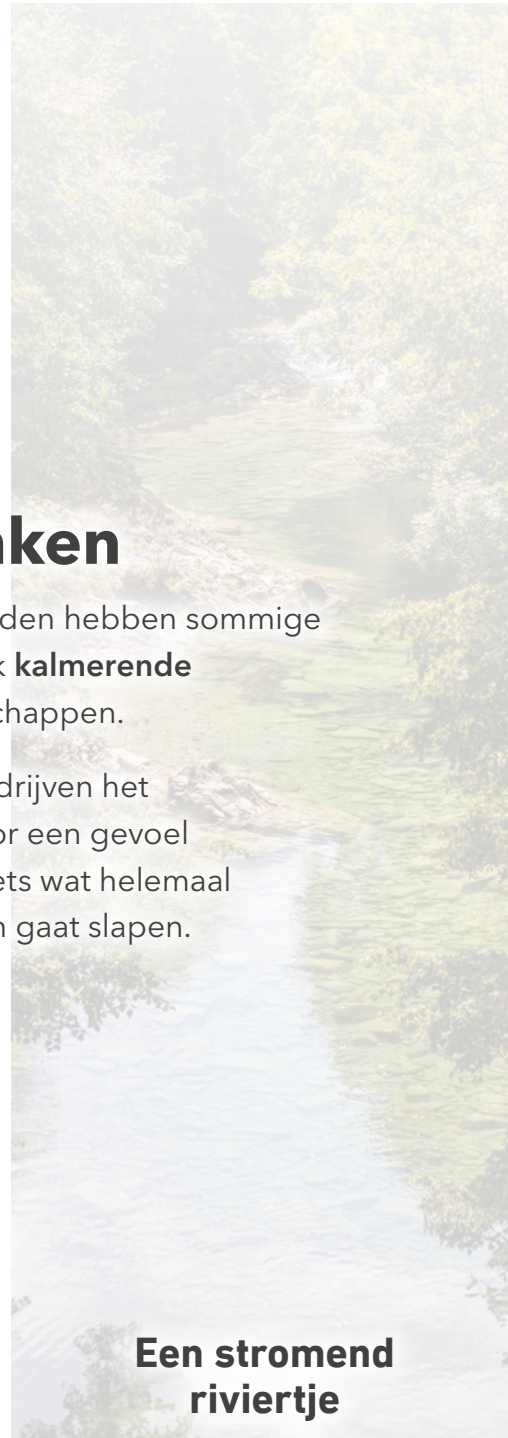 ken
den hebben sommige
kalmerende
chappen.
drijven het
or een gevoel
ets wat helemaal
n gaat slapen.
Een stromend
riviertje